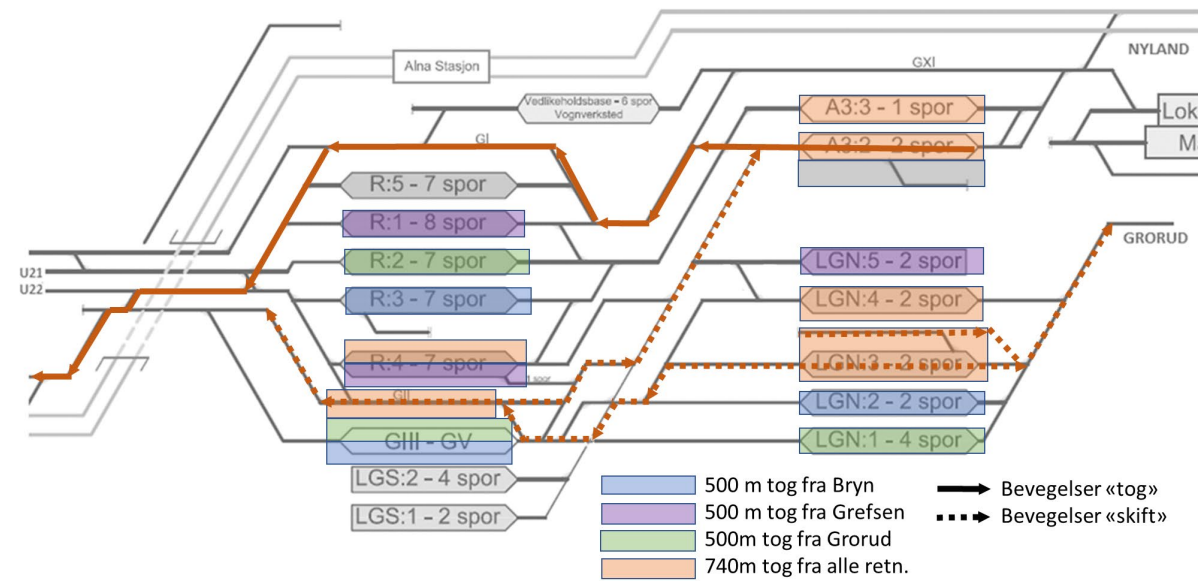 Alna Stasjon
NYLAND
GXI
Vedlikeholdsbase - 6 spor
Vognverksted
A3:3 - 1 spor
Lok
GI
A3:2 - 2 spor
Ma
R:5 - 7 spor
R:1 - 8 spor
GRORUD
R:2 - 7 spor
LGN:5 - 2 spor
U21
U22
R:3 - 7 spor
LGN:4 - 2 spor
R:4 - 7 spor
LGN:3 - 2 spor
1 spor
GII
LGN:2 - 2 spor
GIII - GV
LGN:1 - 4 spor
LGS:2 - 4 spor
LGS:1 - 2 spor
500 m tog fra Bryn
500 m tog fra Grefsen
500m tog fra Grorud
740m tog fra alle retn.
Bevegelser «tog»
Bevegelser «skift»